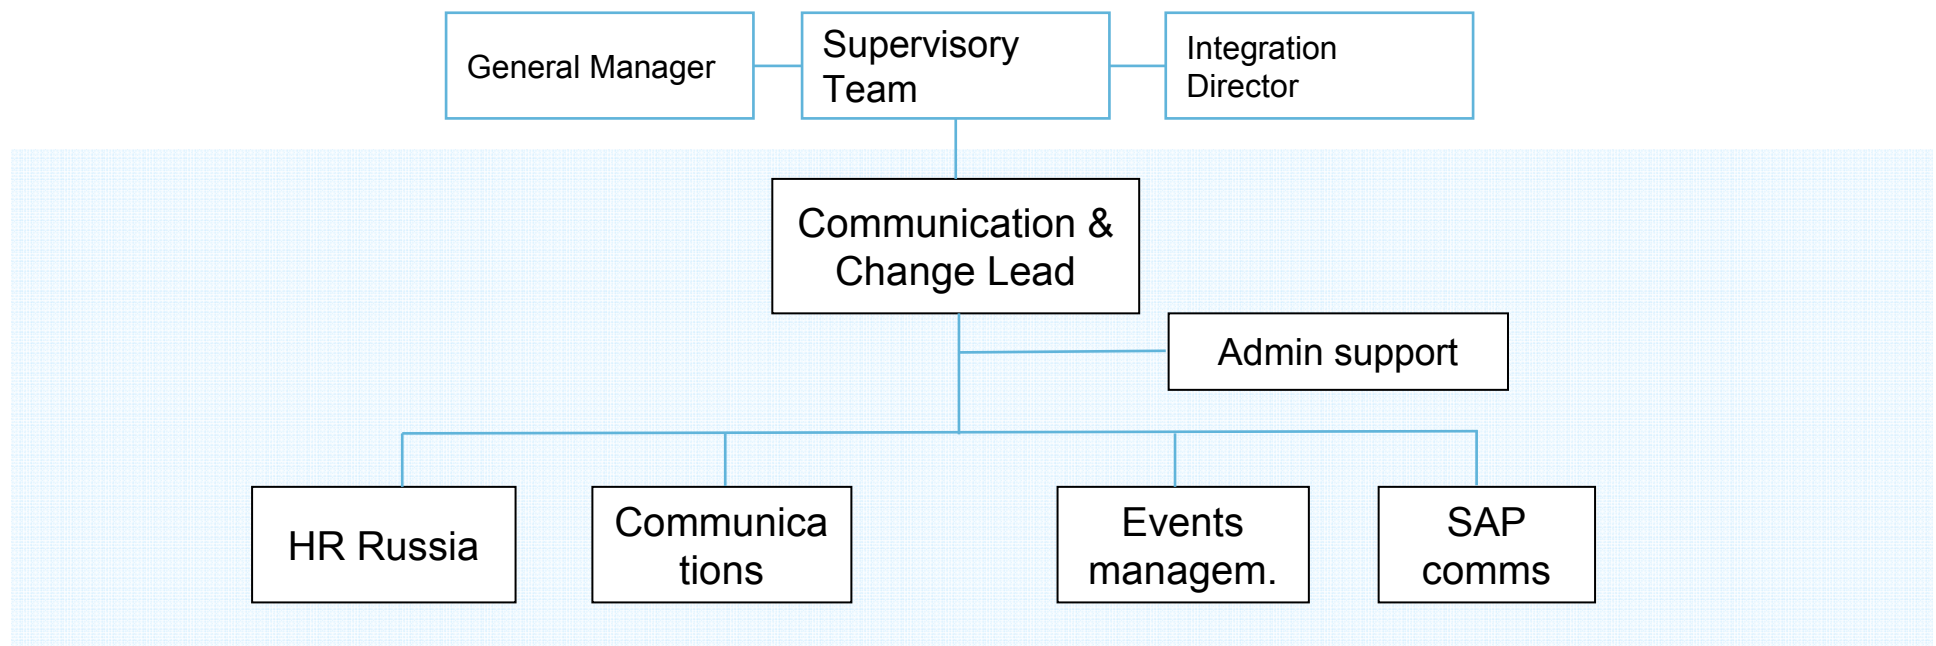 General Manager
Supervisory
Team
Integration
Director
Communication &
Change Lead
Admin support
HR Russia
Communica
tions
Events
managem.
SAP
comms